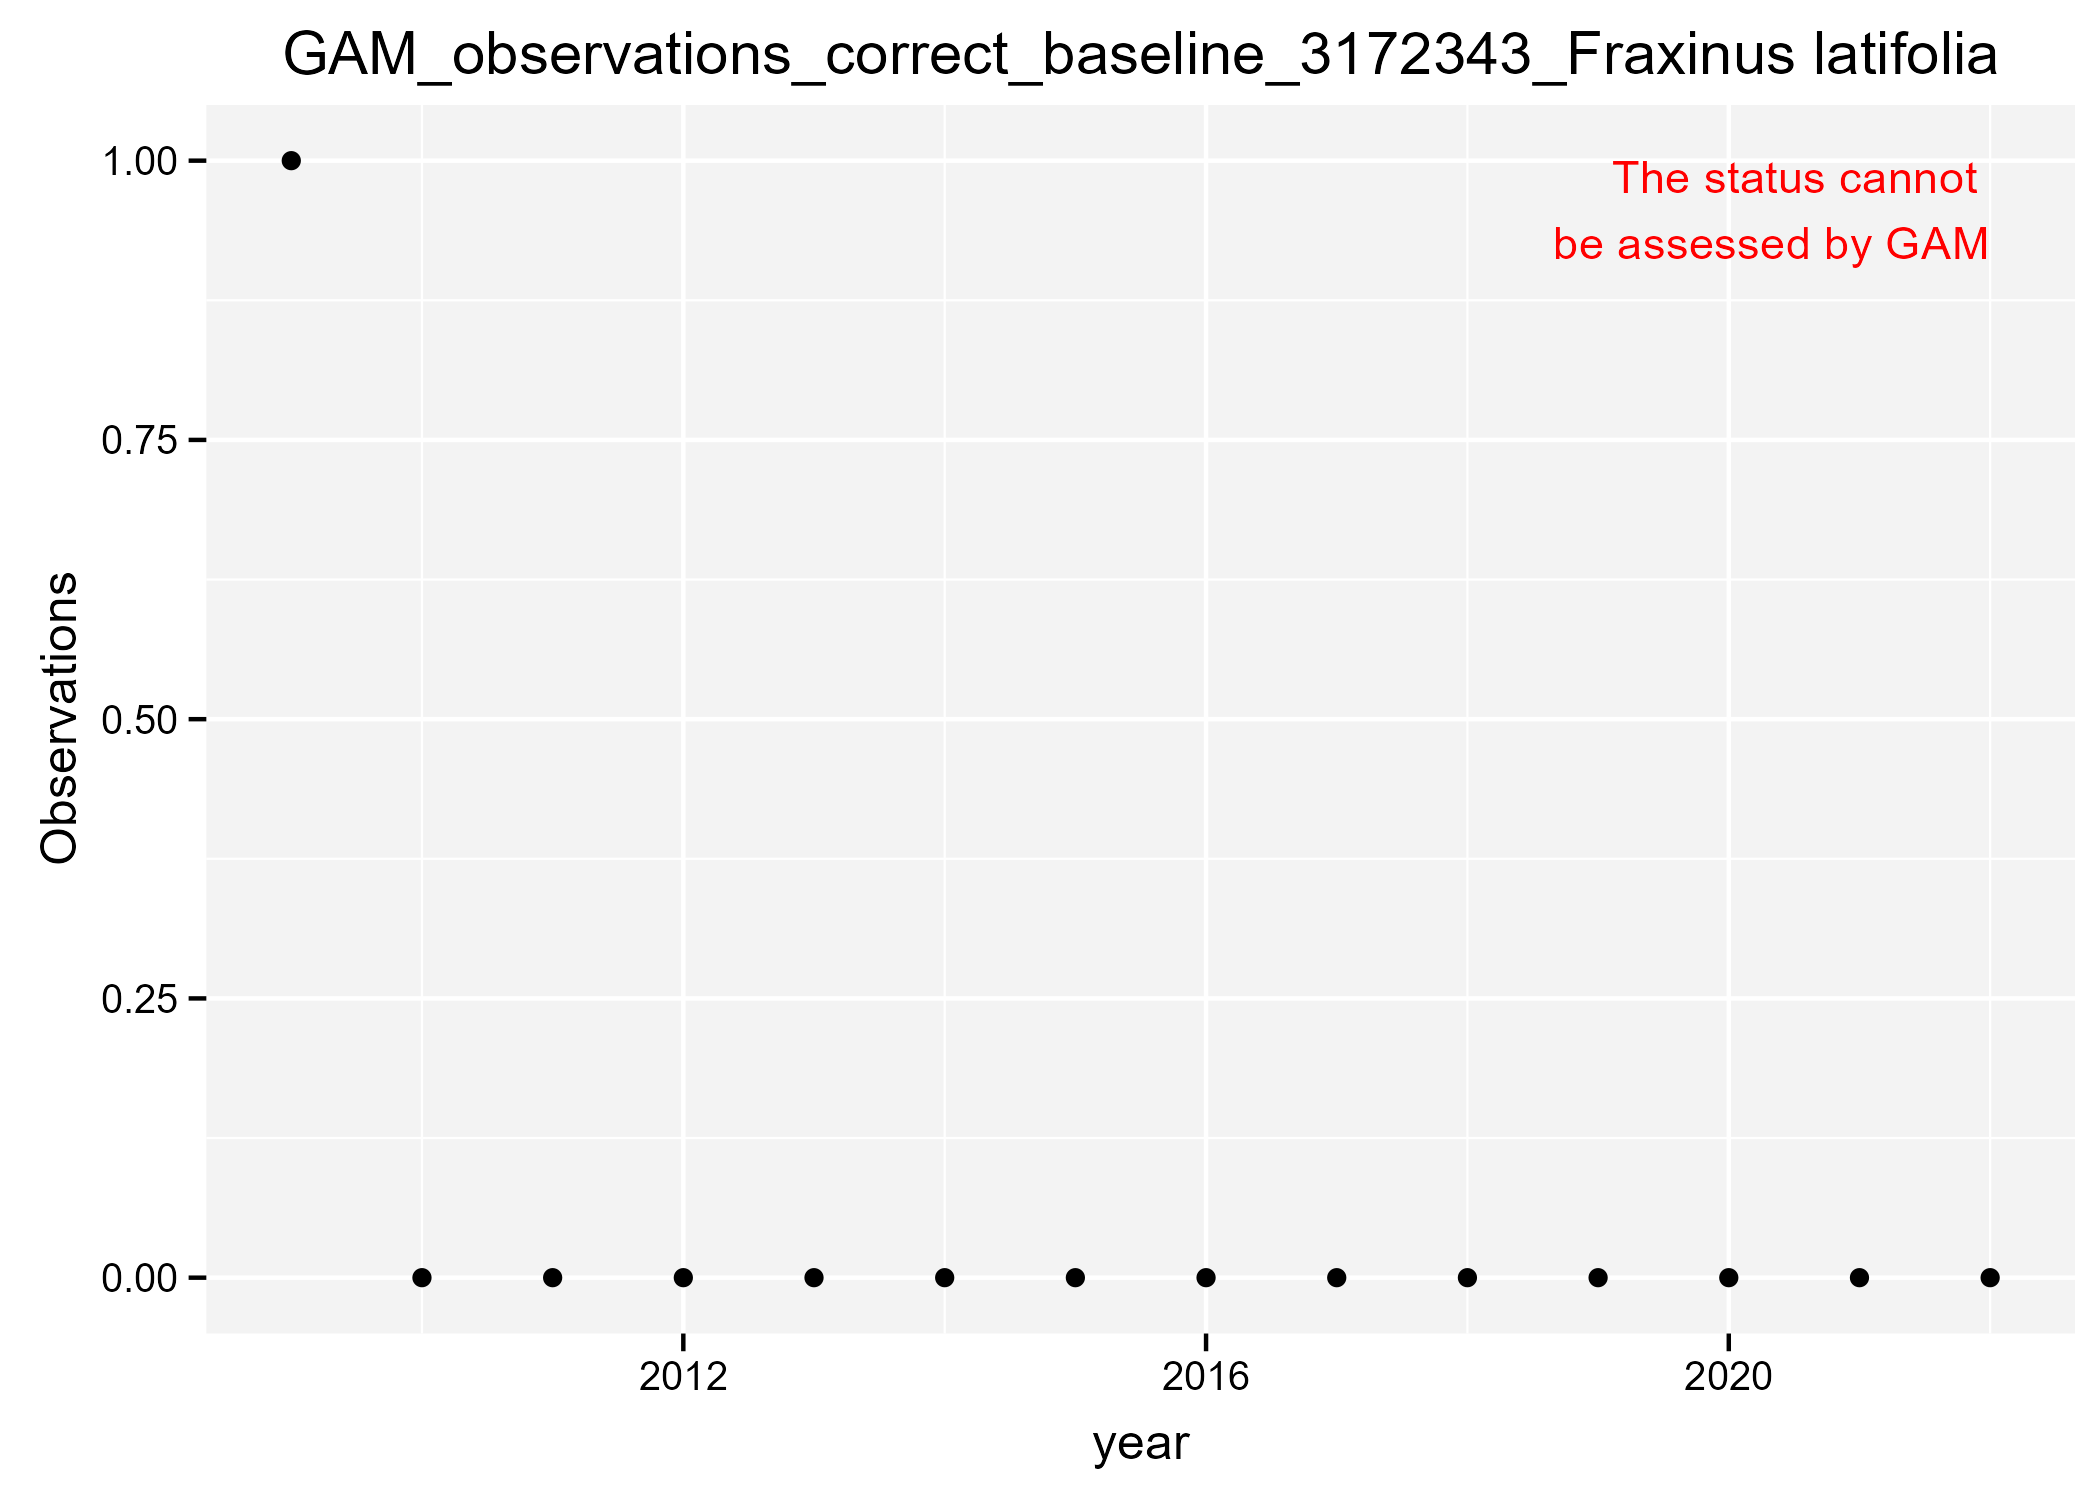 GAM_observations_correct_baseline_3172343_Fraxinus latifolia
The status cannot
be assessed by GAM
1.00
0.75
0.50
0.25
0.00
Observations
2012
2016
2020
year